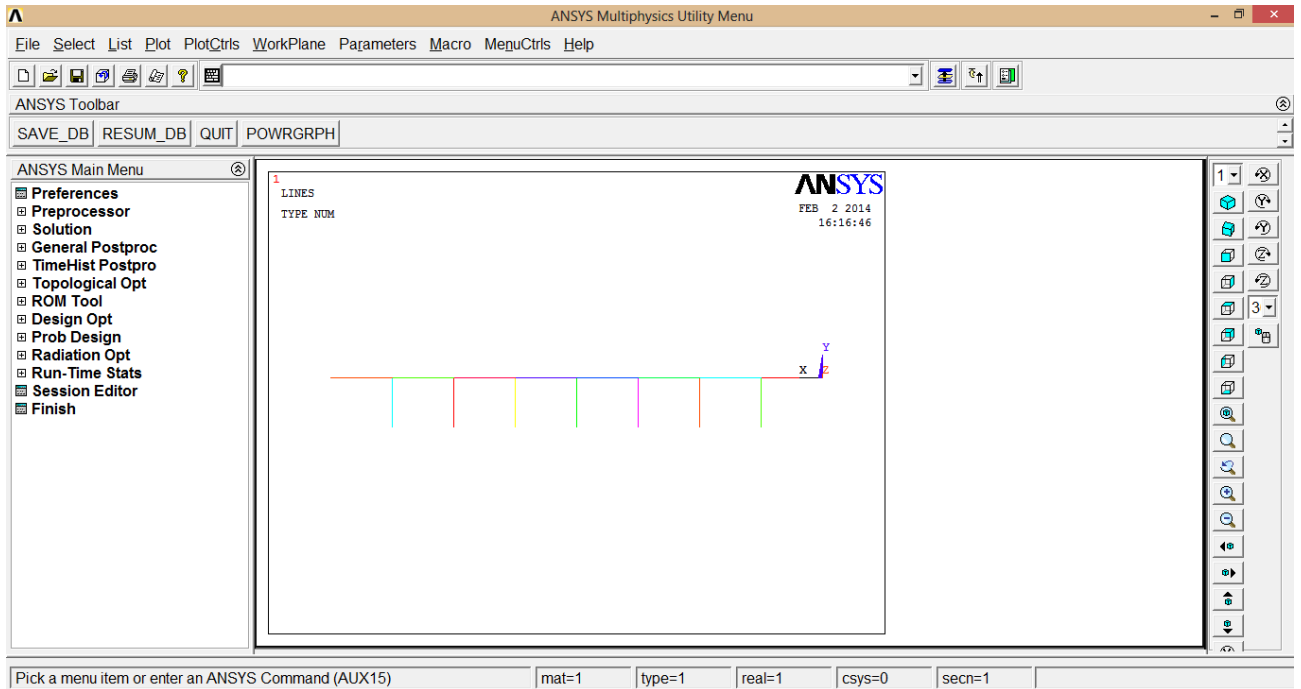 ANSYS Multiphysics Utility Menu
File Select List Plot PlotCtrls WorkPlane Parameters Macro MenuCtrls Help
ANSYS Toolbar
SAVE_DB RESUM_DB QUIT POWRGRPH
ANSYS Main Menu
Preferences
Preprocessor
Solution
General Postproc
TimeHist Postpro
Topological Opt
ROM Tool
Design Opt
Prob Design
Radiation Opt
Run-Time Stats
Session Editor
Finish
1
LINES
TYPE NUM
ANSYS
FEB 2 2014
16:16:46
Y
X Z
1
3
Pick a menu item or enter an ANSYS Command (AUX15) mat=1 type=1 real=1 csys=0 secn=1